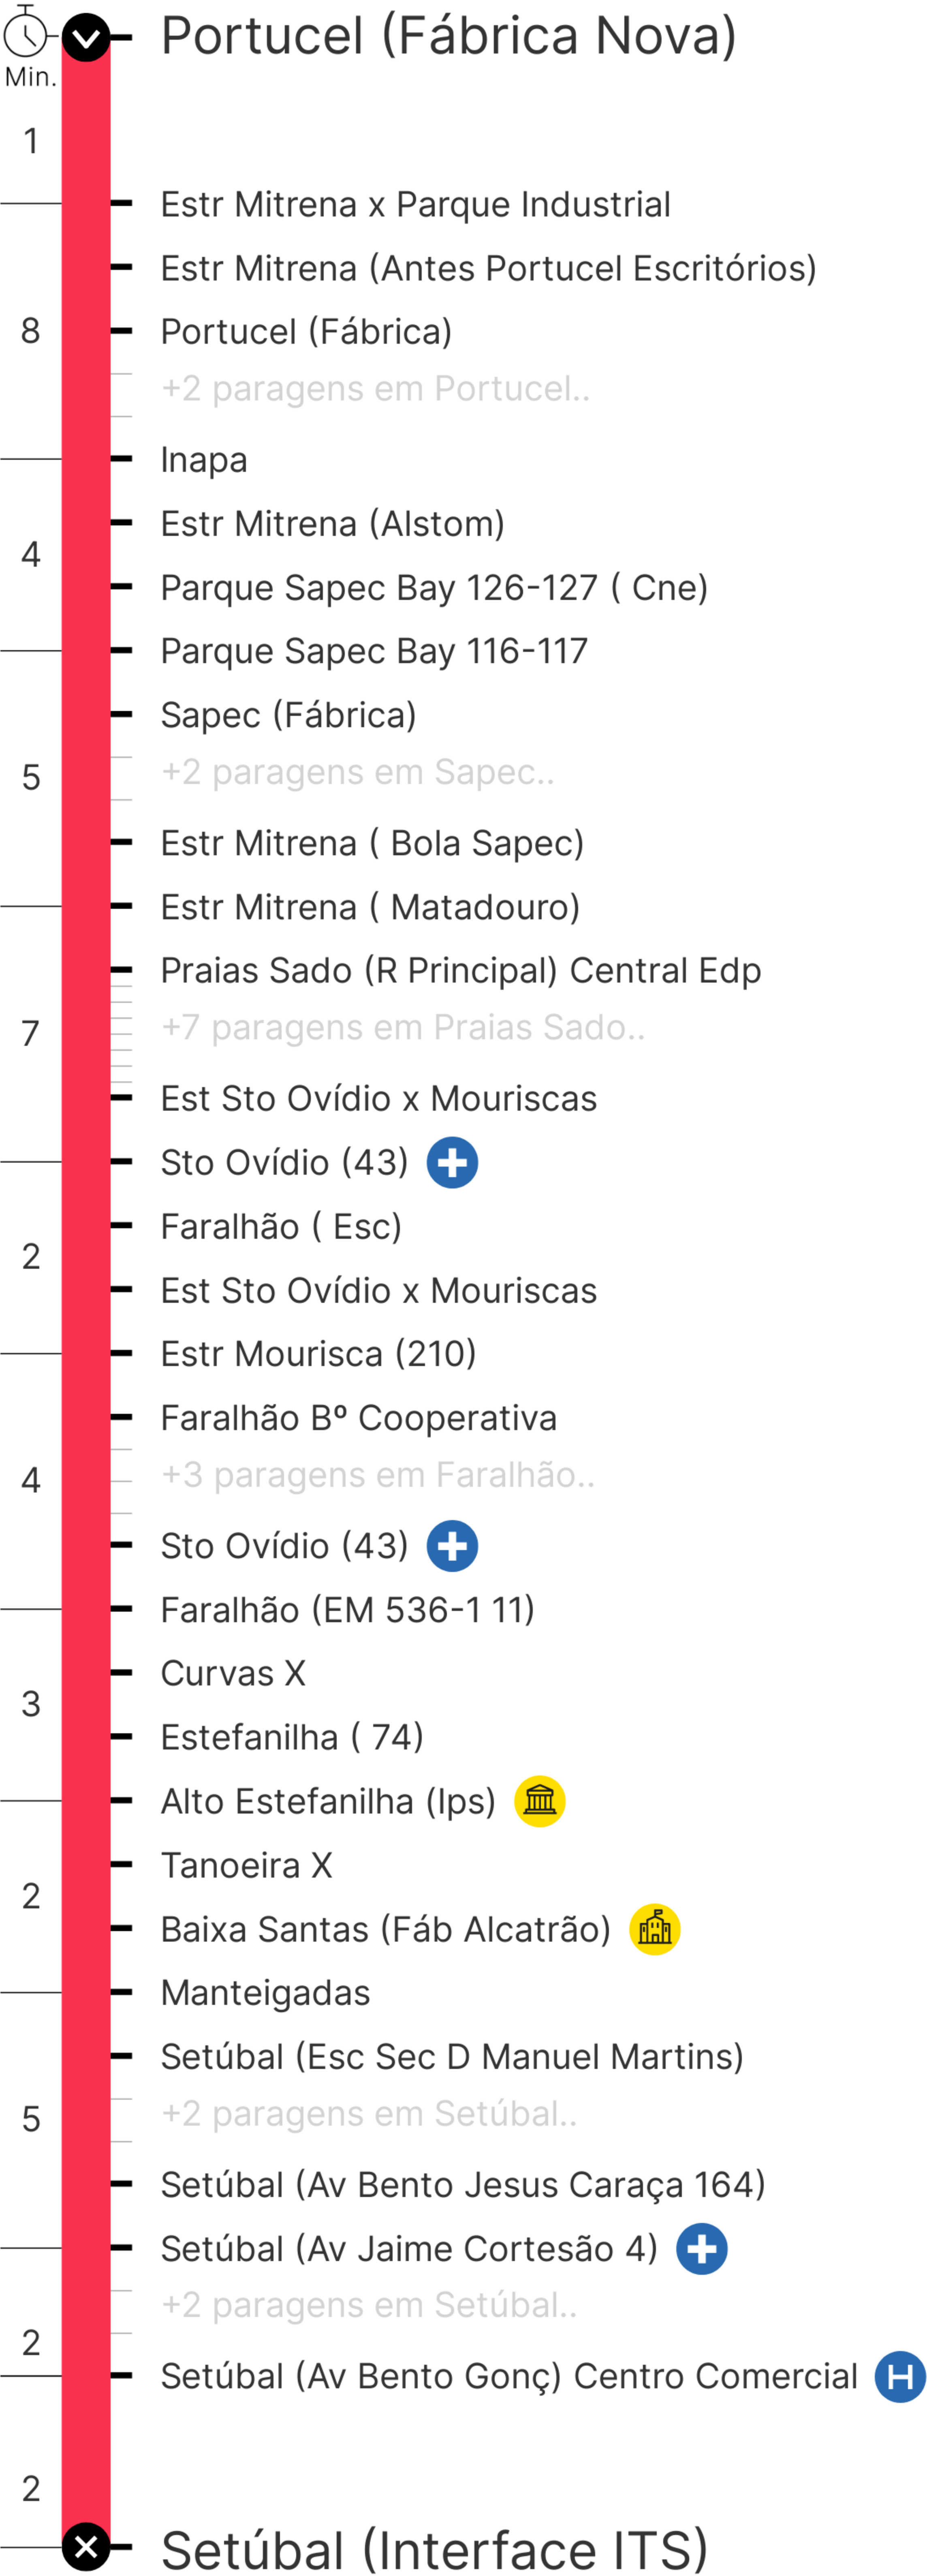 Portucel (Fábrica Nova)
Min.
1
Estr Mitrena x Parque Industrial
Estr Mitrena (Antes Portucel Escritórios)
8
Portucel (Fábrica)
+2 paragens em Portucel..
Inapa
Estr Mitrena (Alstom)
4
Parque Sapec Bay 126-127 ( Cne)
Parque Sapec Bay 116-117
Sapec (Fábrica)
5
+2 paragens em Sapec..
Estr Mitrena ( Bola Sapec)
Estr Mitrena ( Matadouro)
Praias Sado (R Principal) Central Edp
7
+7 paragens em Praias Sado..
Est Sto Ovídio x Mouriscas
Sto Ovídio (43)
Faralhão ( Esc)
2
Est Sto Ovídio x Mouriscas
Estr Mourisca (210)
Faralhão Bº Cooperativa
4
+3 paragens em Faralhão..
Sto Ovídio (43)
Faralhão (EM 536-1 11)
Curvas X
3
Estefanilha ( 74)
Alto Estefanilha (Ips)
Tanoeira X
2
Baixa Santas (Fáb Alcatrão)
Manteigadas
Setúbal (Esc Sec D Manuel Martins)
5
+2 paragens em Setúbal..
Setúbal (Av Bento Jesus Caraça 164)
Setúbal (Av Jaime Cortesão 4)
+2 paragens em Setúbal..
2
Setúbal (Av Bento Gonç) Centro Comercial H
2
Setúbal (Interface ITS)